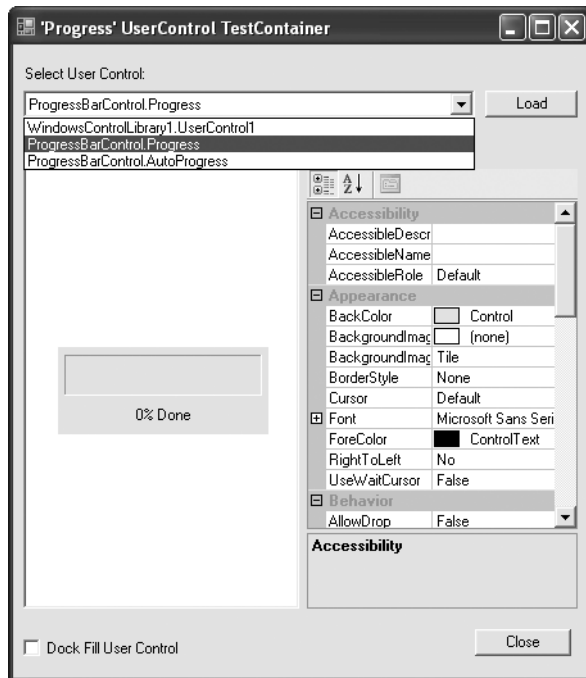 'Progress' UserControl TestContainer
Select User Control:
ProgressBarControl.Progress
Load
WindowsControlLibrary1.UserControl1
ProgressBarControl.Progress
ProgressBarControl.AutoProgress
A
Z
Accessibility
AccessibleDescr
AccessibleName
AccessibleRole Default
Appearance
BackColor Control
BackgroundImag (none)
BackgroundImag Tile
BorderStyle None
Cursor Default
Font Microsoft Sans Seri
ForeColor ControlText
RightToLeft No
UseWaitCursor False
Behavior
AllowDrop False
0% Done
Accessibility
Dock Fill User Control
Close